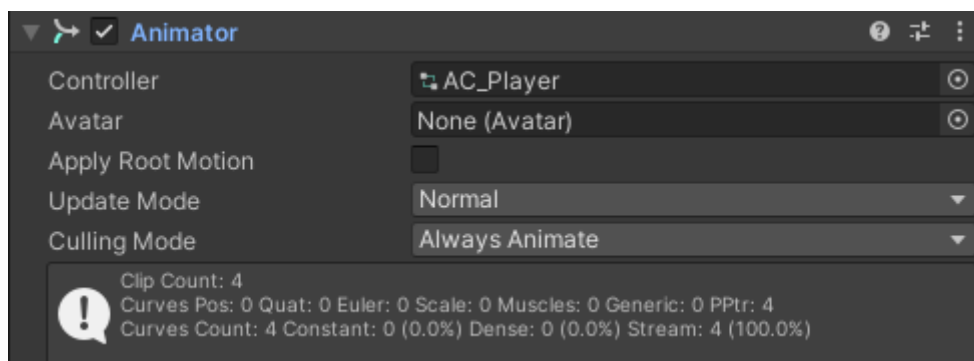 Animator
Controller AC_Player
Avatar None (Avatar)
Apply Root Motion
Update Mode Normal
Culling Mode Always Animate
Clip Count: 4
Curves Pos: 0 Quat: 0 Euler: 0 Scale: 0 Muscles: 0 Generic: 0 PPtr: 4
Curves Count: 4 Constant: 0 (0.0%) Dense: 0 (0.0%) Stream: 4 (100.0%)